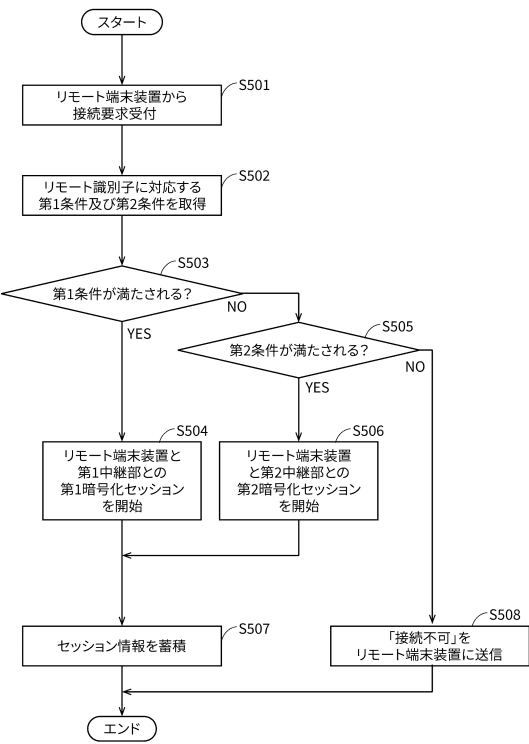 スタート
S501
リモート端末装置から
接続要求受付
S502
リモート識別子に対応する
第1条件及び第2条件を取得
S503
第1条件が満たされる?
NO
YES
S505
第2条件が満たされる?
NO
YES
S504
リモート端末装置と
第1中継部との
第1暗号化セッション
を開始
S506
リモート端末装置
と第2中継部との
第2暗号化セッション
を開始
S507
セッション情報を蓄積
S508
「接続不可」を
リモート端末装置に送信
エンド